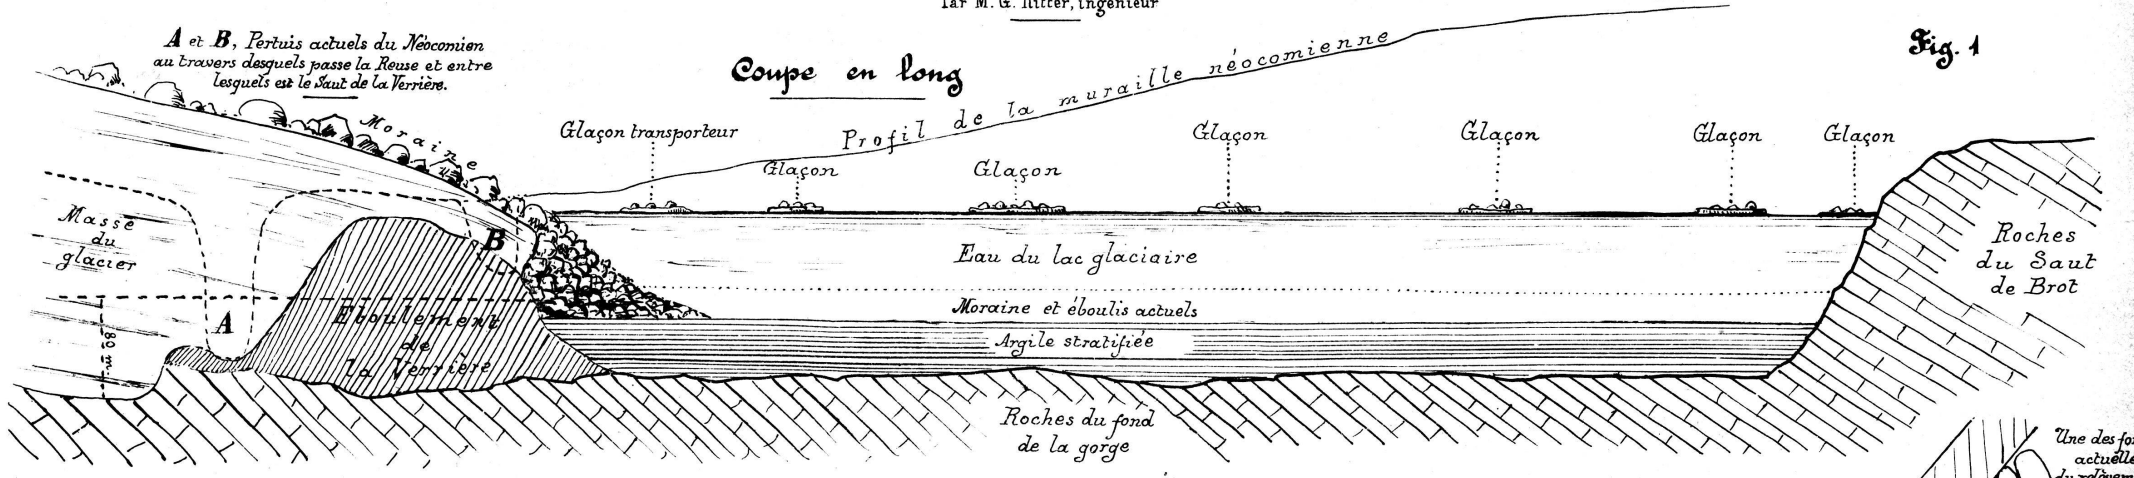 Par M. G. Ritter, ingénieur
A et B, Pertuis actuels du Néocomien
au travers desquels passe la Reuse et entre
lesquels est le Saut de la Verrière.
Coupe en long
Fig. 1
Profil de la muraille néocomienne
Moraine
Glaçon transporteur
Glaçon
Glaçon
Glaçon
Glaçon
Glaçon
Glaçon
Masse
du
glacier
B
Eau du lac glaciaire
Roches
du Saut
de Brot
A
80 m
Eboulement
de
la Verrière
Moraine et éboulis actuels
Argile stratifiée
Roches du fond
de la gorge
Une des
actuelle